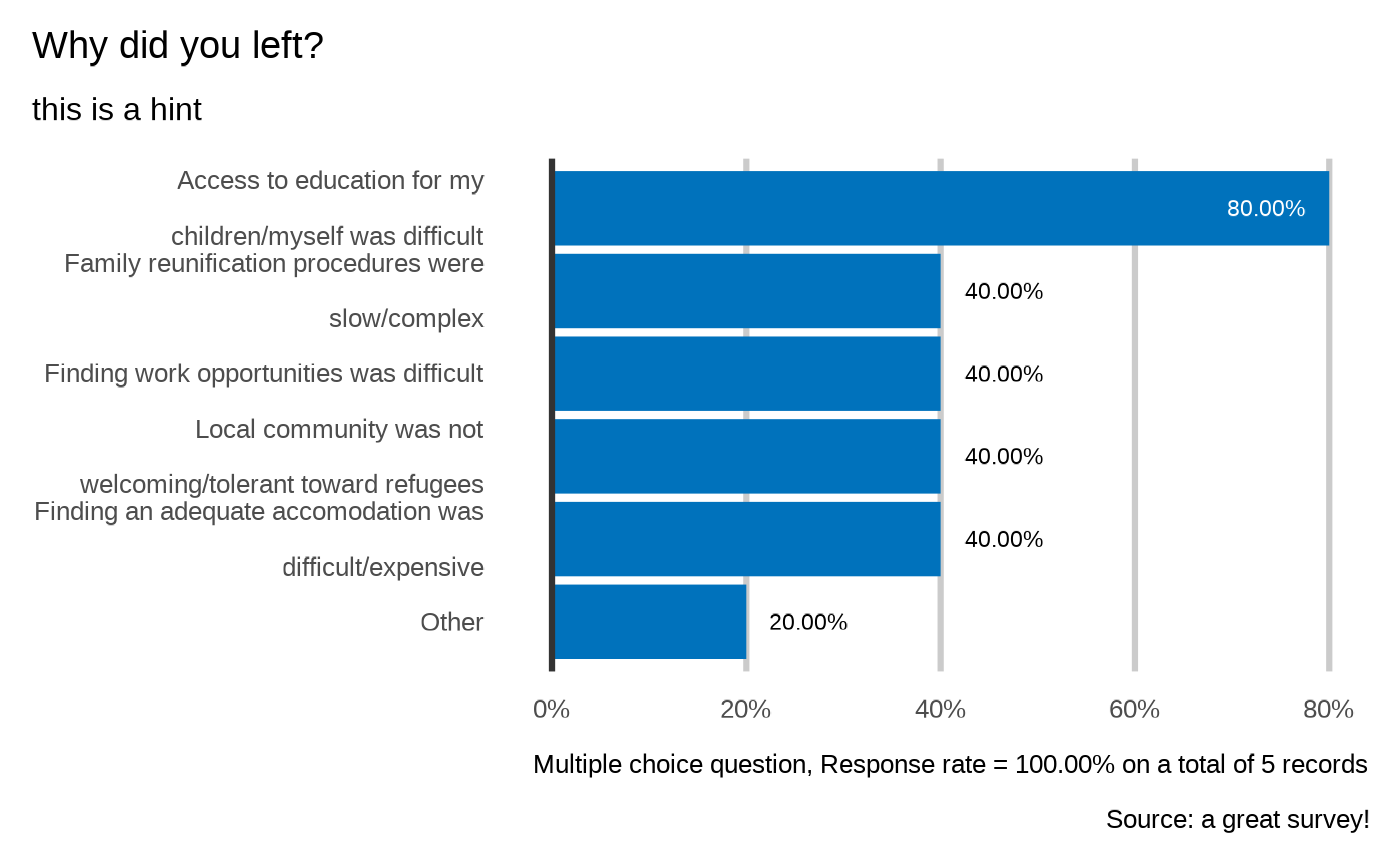 Why did you left?
this is a hint
Access to education for my
children/myself was difficult
80.00%
Family reunification procedures were
slow/complex
40.00%
Finding work opportunities was difficult
40.00%
Local community was not
welcoming/tolerant toward refugees
40.00%
Finding an adequate accomodation was
difficult/expensive
40.00%
Other
20.00%
0% 20% 40% 60% 80%
Multiple choice question, Response rate = 100.00% on a total of 5 records
Source: a great survey!